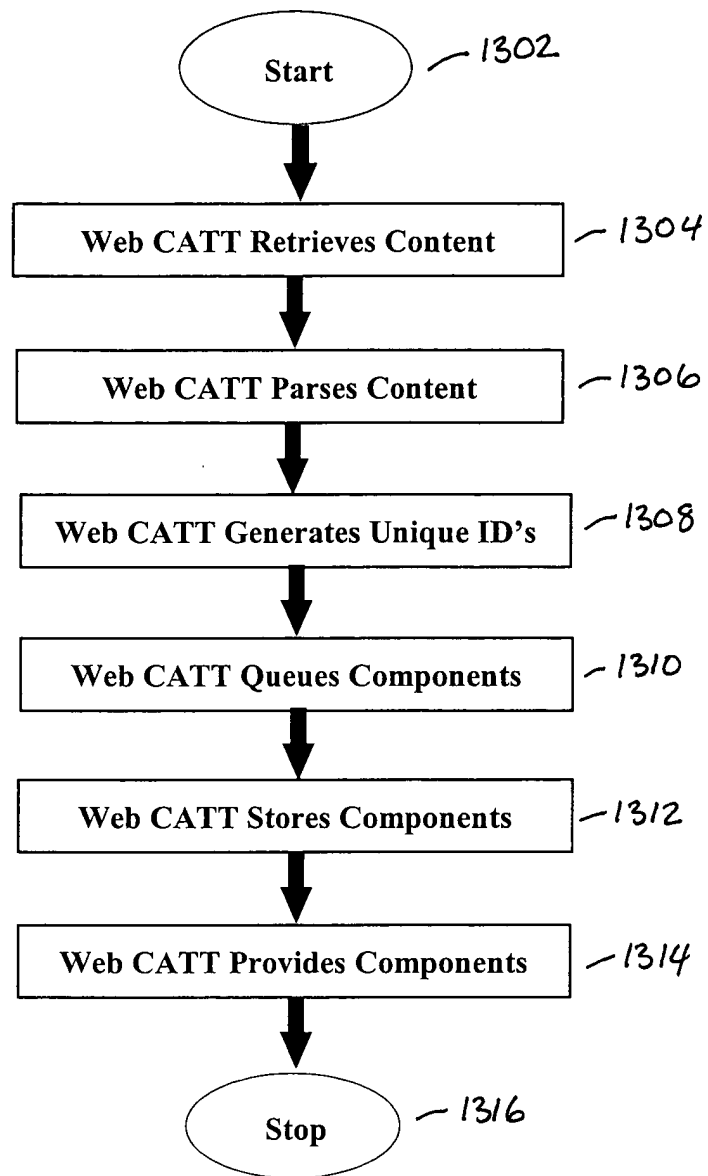 Start 1302
Web CATT Retrieves Content 1304
Web CATT Parses Content 1306
Web CATT Generates Unique ID's 1308
Web CATT Queues Components 1310
Web CATT Stores Components 1312
Web CATT Provides Components 1314
Stop 1316